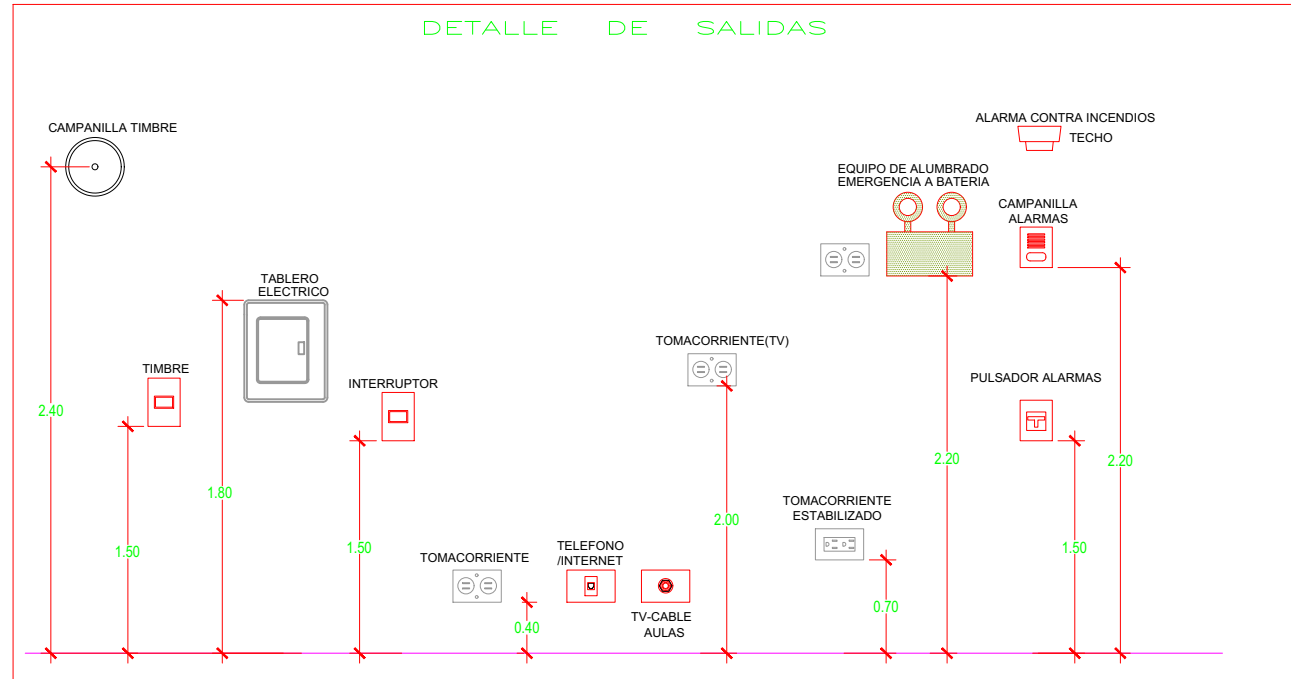 DETALLE DE SALIDAS
CAMPANILLA TIMBRE
ALARMA CONTRA INCENDIOS
TECHO
EQUIPO DE ALUMBRADO
EMERGENCIA A BATERIA
CAMPANILLA
ALARMAS
TABLERO
ELECTRICO
TOMACORRIENTE(TV)
TIMBRE
INTERRUPTOR
PULSADOR ALARMAS
2.40
2.20
2.20
1.80
TOMACORRIENTE
ESTABILIZADO
2.00
1.50
1.50
1.50
TOMACORRIENTE
TELEFONO
/INTERNET
0.70
TV-CABLE
AULAS
0.40